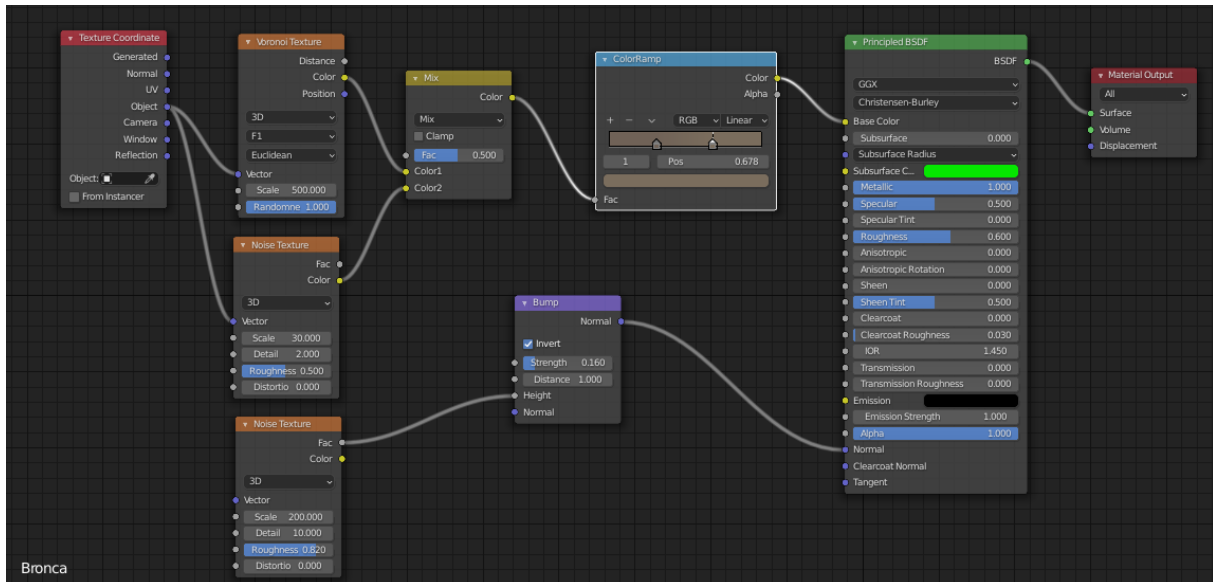 Texture Coordinate
Generated
Normal
UV
Object
Camera
Window
Reflection
Object:
From Instancer
Voronoi Texture
Distance
Color
Position
3D
F1
Euclidean
Vector
Scale 500.000
Randomne 1.000
Noise Texture
Fac
Color
3D
Vector
Scale 30.000
Detail 2.000
Roughness 0.500
Distortio 0.000
Noise Texture
Fac
Color
3D
Vector
Scale 200.000
Detail 10.000
Roughness 0.820
Distortio 0.000
Mix
Color
Mix
Clamp
Fac 0.500
Color1
Color2
Bump
Normal
Invert
Strength 0.160
Distance 1.000
Height
Normal
ColorRamp
Color
Alpha
+ − RGB Linear
1 Pos 0.678
Fac
Principled BSDF
BSDF
GGX
Christensen-Burley
Base Color
Subsurface 0.000
Subsurface Radius
Subsurface C...
Metallic 1.000
Specular 0.500
Specular Tint 0.000
Roughness 0.600
Anisotropic 0.000
Anisotropic Rotation 0.000
Sheen 0.000
Sheen Tint 0.500
Clearcoat 0.000
Clearcoat Roughness 0.030
IOR 1.450
Transmission 0.000
Transmission Roughness 0.000
Emission
Emission Strength 1.000
Alpha 1.000
Normal
Clearcoat Normal
Tangent
Material Output
All
Surface
Volume
Displacement
Bronca